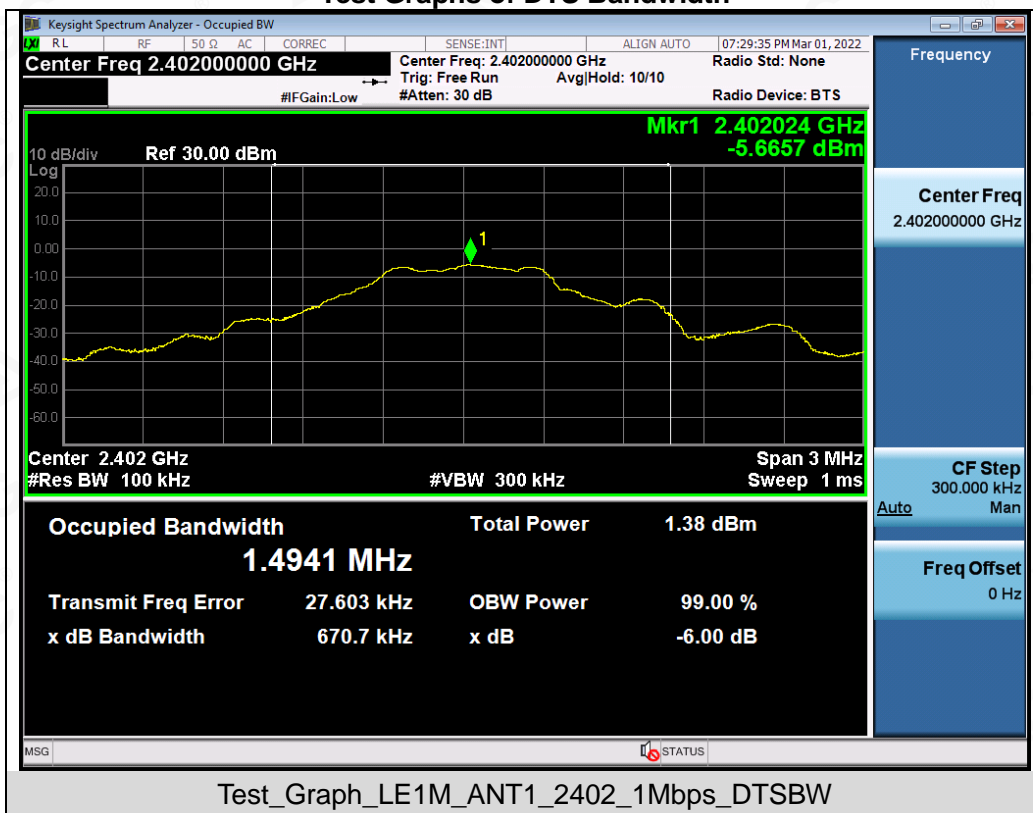 Test Graphs of DTS Bandwidth
Keysight Spectrum Analyzer - Occupied BW
LXI RL RF 50 Ω AC CORREC SENSE:INT ALIGN AUTO 07:29:35 PM Mar 01, 2022
Center Freq 2.402000000 GHz
Center Freq: 2.402000000 GHz
Radio Std: None
Trig: Free Run Avg|Hold: 10/10
#IFGain:Low #Atten: 30 dB Radio Device: BTS
Mkr1 2.402024 GHz
-5.6657 dBm
10 dB/div Ref 30.00 dBm
Log
20.0
10.0
0.00
-10.0
-20.0
-30.0
-40.0
-50.0
-60.0
1
Center 2.402 GHz Span 3 MHz
#Res BW 100 kHz #VBW 300 kHz Sweep 1 ms
Occupied Bandwidth Total Power 1.38 dBm
1.4941 MHz
Transmit Freq Error 27.603 kHz OBW Power 99.00 %
x dB Bandwidth 670.7 kHz x dB -6.00 dB
MSG STATUS
Frequency
Center Freq
2.402000000 GHz
CF Step
300.000 kHz
Auto Man
Freq Offset
0 Hz
Test_Graph_LE1M_ANT1_2402_1Mbps_DTSBW